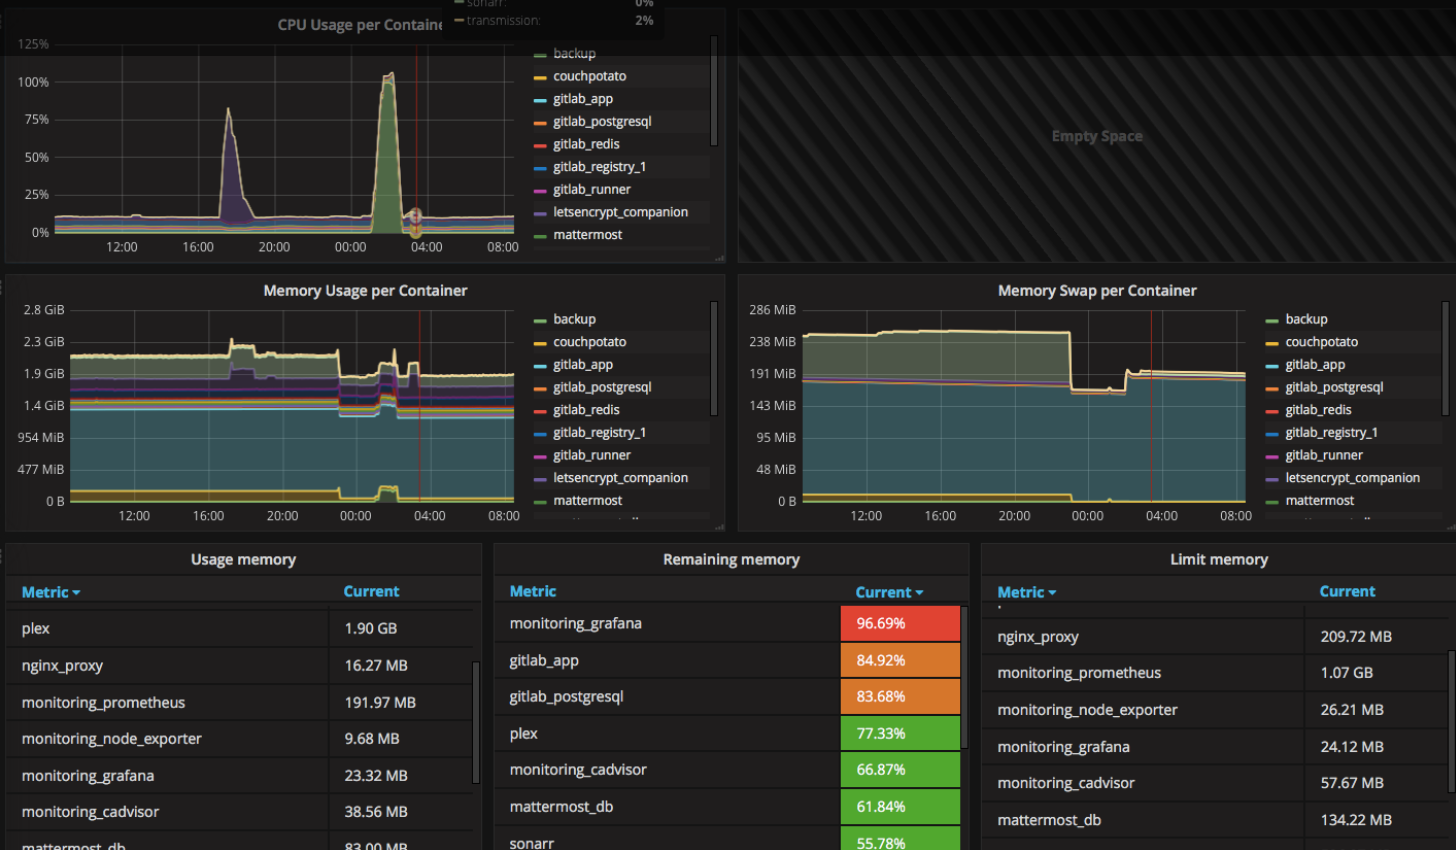 sonarr: 0%
transmission: 2%
CPU Usage per Containe
125%
100%
75%
50%
25%
0%
12:00 16:00 20:00 00:00 04:00 08:00
backup
couchpotato
gitlab_app
gitlab_postgresql
gitlab_redis
gitlab_registry_1
gitlab_runner
letsencrypt_companion
mattermost
Empty Space
Memory Usage per Container
2.8 GiB
2.3 GiB
1.9 GiB
1.4 GiB
954 MiB
477 MiB
0 B
12:00 16:00 20:00 00:00 04:00 08:00
backup
couchpotato
gitlab_app
gitlab_postgresql
gitlab_redis
gitlab_registry_1
gitlab_runner
letsencrypt_companion
mattermost
Memory Swap per Container
286 MiB
238 MiB
191 MiB
143 MiB
95 MiB
48 MiB
0 B
12:00 16:00 20:00 00:00 04:00 08:00
backup
couchpotato
gitlab_app
gitlab_postgresql
gitlab_redis
gitlab_registry_1
gitlab_runner
letsencrypt_companion
mattermost
Usage memory
Metric Current
plex 1.90 GB
nginx_proxy 16.27 MB
monitoring_prometheus 191.97 MB
monitoring_node_exporter 9.68 MB
monitoring_grafana 23.32 MB
monitoring_cadvisor 38.56 MB
mattermost_db 83.00 MB
Remaining memory
Metric Current
monitoring_grafana 96.69%
gitlab_app 84.92%
gitlab_postgresql 83.68%
plex 77.33%
monitoring_cadvisor 66.87%
mattermost_db 61.84%
sonarr 55.78%
Limit memory
Metric Current
nginx_proxy 209.72 MB
monitoring_prometheus 1.07 GB
monitoring_node_exporter 26.21 MB
monitoring_grafana 24.12 MB
monitoring_cadvisor 57.67 MB
mattermost_db 134.22 MB